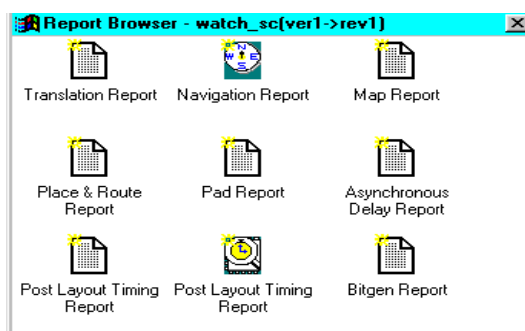 Report Browser - watch_sc(ver1->rev1)
Translation Report
Navigation Report
Map Report
Place & Route
Report
Pad Report
Asynchronous
Delay Report
Post Layout Timing
Report
Post Layout Timing
Report
Bitgen Report